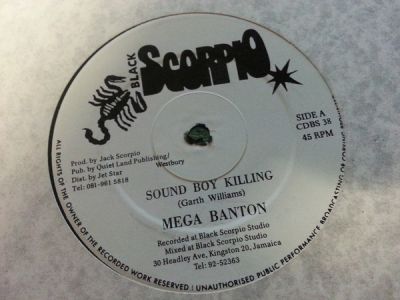 BLACK
SCORPIO
SIDE A
CDBS 38
45 RPM
Prod. by Jack Scorpio
Pub. by Quiet Land Publishing/
Westbury
Dist. by Jet Star
Tel: 081-961 5818
SOUND BOY KILLING
(Garth Williams)
MEGA BANTON
Recorded at Black Scorpio Studio
Mixed at Black Scorpio Studio
30 Headley Ave, Kingston 20, Jamaica
Tel: 92-52363
ALL RIGHTS OF THE OWNED OF THE RECORDED WORK RESERVED | UNAUTHORISED PUBLIC PERFORMANCE BROADCASTING OR